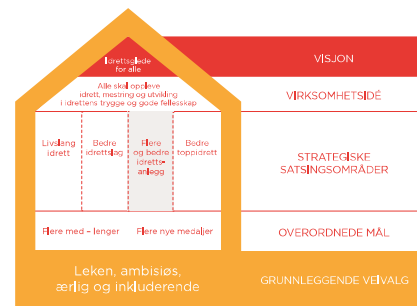 Idrettsglede
for alle
VISJON
Alle skal oppleve
idrett, mestring og utvikling
i idrettens trygge og gode fellesskap
VIRKSOMHETSIDÉ
Livslang
idrett
Bedre
idrettslag
Flere
og bedre
idretts-
anlegg
Bedre
toppidrett
STRATEGISKE
SATSINGSOMRÅDER
Flere med – lenger
Flere nye medaljer
OVERORDNEDE MÅL
Leken, ambisiøs,
ærlig og inkluderende
GRUNNLEGGENDE VEIVALG